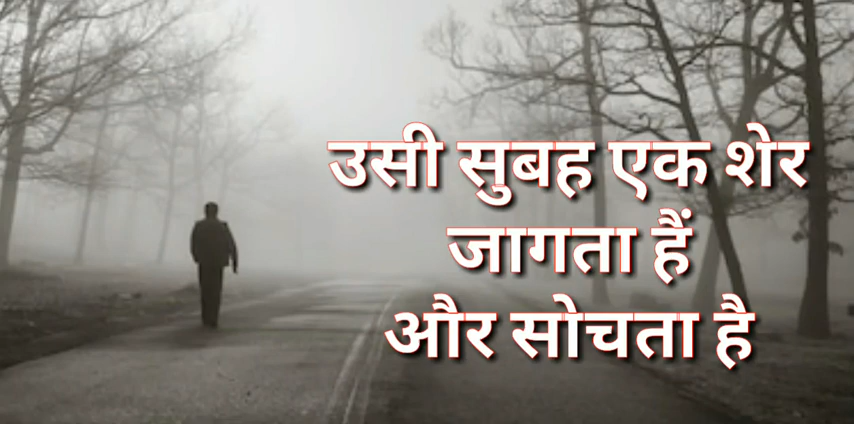 उसी सुबह एक शेर
जागता हैं
और सोचता है